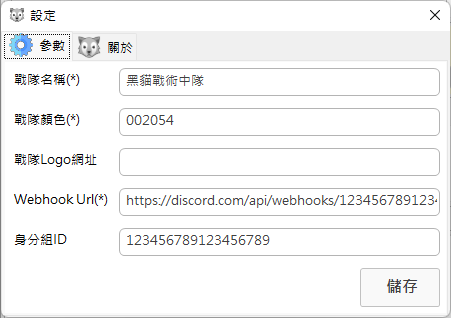 設定
參數 關於
戰隊名稱(*) 黑貓戰術中隊
戰隊顏色(*) 002054
戰隊Logo網址
Webhook Url(*) https://discord.com/api/webhooks/1234567891234
身分組ID 123456789123456789
儲存